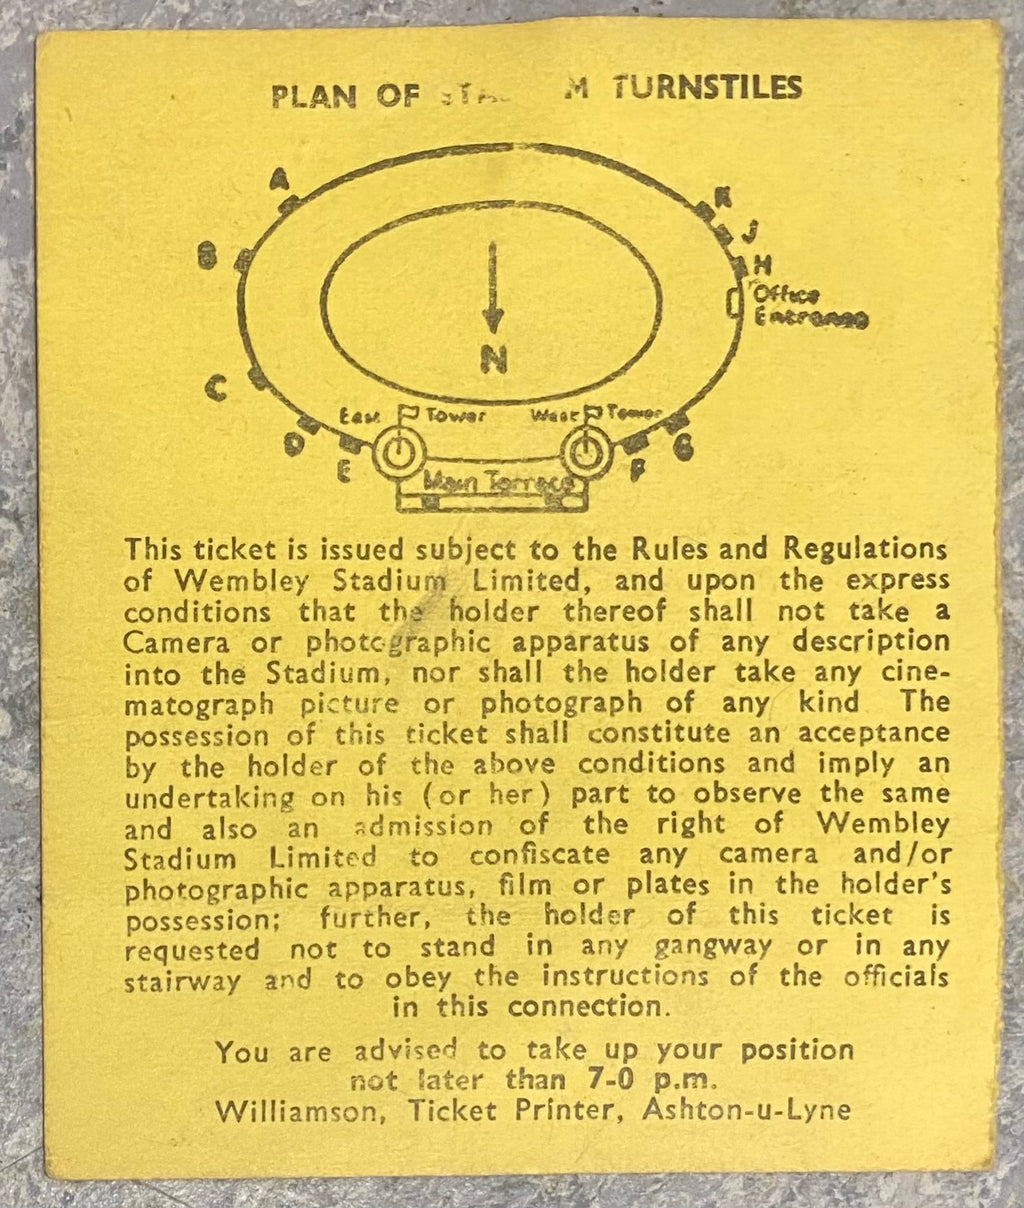 PLAN OF STADIUM TURNSTILES
A
K
J
B
H
Office
Entrance
N
C
East Tower West Tower
D
G
E
F
Main Terrace
This ticket is issued subject to the Rules and Regulations
of Wembley Stadium Limited, and upon the express
conditions that the holder thereof shall not take a
Camera or photographic apparatus of any description
into the Stadium, nor shall the holder take any cine-
matograph picture or photograph of any kind The
possession of this ticket shall constitute an acceptance
by the holder of the above conditions and imply an
undertaking on his (or her) part to observe the same
and also an admission of the right of Wembley
Stadium Limited to confiscate any camera and/or
photographic apparatus, film or plates in the holder's
possession; further, the holder of this ticket is
requested not to stand in any gangway or in any
stairway and to obey the instructions of the officials
in this connection.
You are advised to take up your position
not later than 7-0 p.m.
Williamson, Ticket Printer, Ashton-u-Lyne